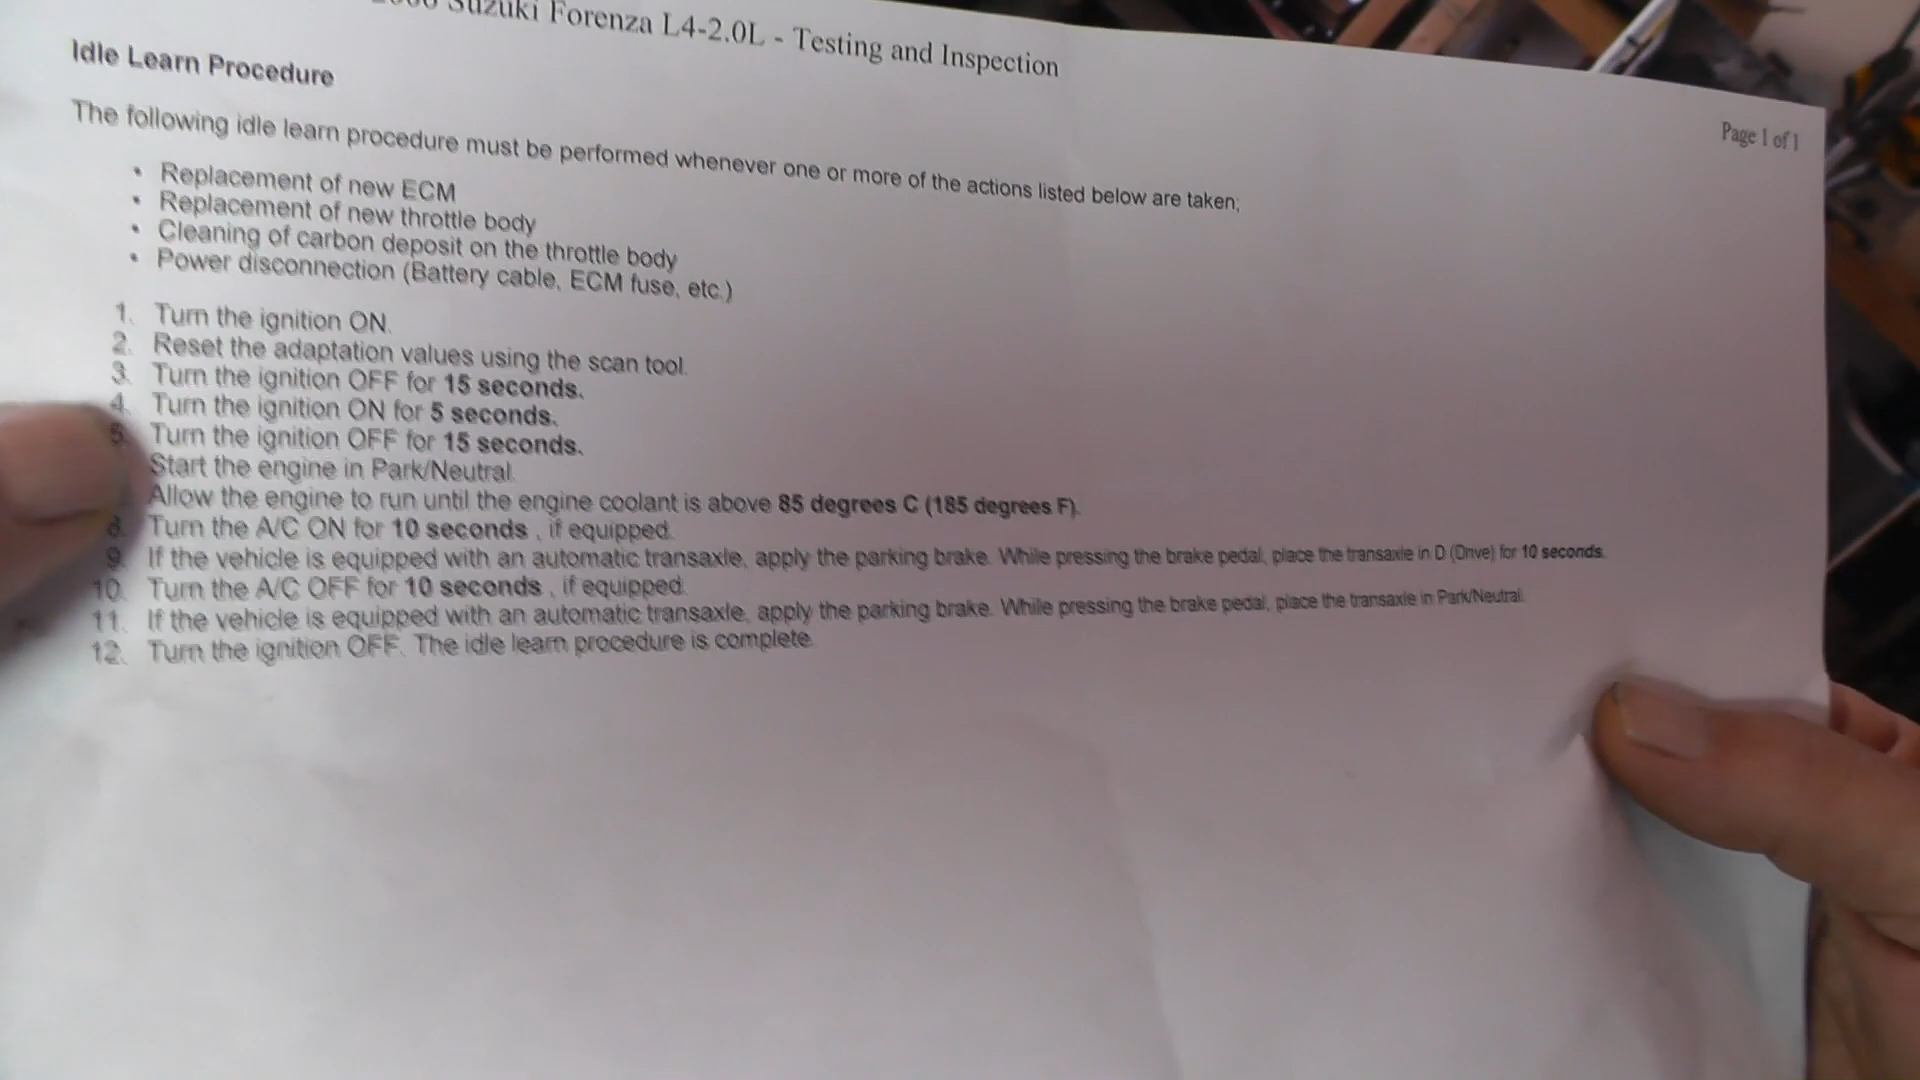 Suzuki Forenza L4-2.0L - Testing and Inspection
Page 1 of 1
Idle Learn Procedure
The following idle learn procedure must be performed whenever one or more of the actions listed below are taken;
• Replacement of new ECM
• Replacement of new throttle body
• Cleaning of carbon deposit on the throttle body
• Power disconnection (Battery cable, ECM fuse, etc.)
1. Turn the ignition ON.
2. Reset the adaptation values using the scan tool.
3. Turn the ignition OFF for 15 seconds.
4. Turn the ignition ON for 5 seconds.
5. Turn the ignition OFF for 15 seconds.
Start the engine in Park/Neutral.
Allow the engine to run until the engine coolant is above 85 degrees C (185 degrees F).
8. Turn the A/C ON for 10 seconds , if equipped.
9. If the vehicle is equipped with an automatic transaxle, apply the parking brake. While pressing the brake pedal, place the transaxle in D (Drive) for 10 seconds.
10. Turn the A/C OFF for 10 seconds , if equipped.
11. If the vehicle is equipped with an automatic transaxle, apply the parking brake. While pressing the brake pedal, place the transaxle in Park/Neutral.
12. Turn the ignition OFF. The idle learn procedure is complete.